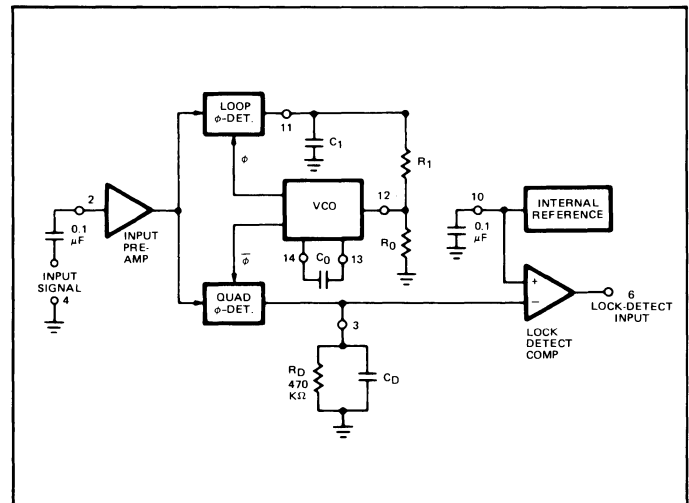 LOOP
φ-DET.
11
C1
R1
φ
2
VCO
12
10
INTERNAL
REFERENCE
0.1
μF
INPUT
PRE-
AMP
R0
0.1
μF
φ̅
14
C0
13
INPUT
SIGNAL
4
QUAD
φ-DET.
+
−
6
LOCK-DETECT
INPUT
3
LOCK
DETECT
COMP
RD
470
KΩ
CD